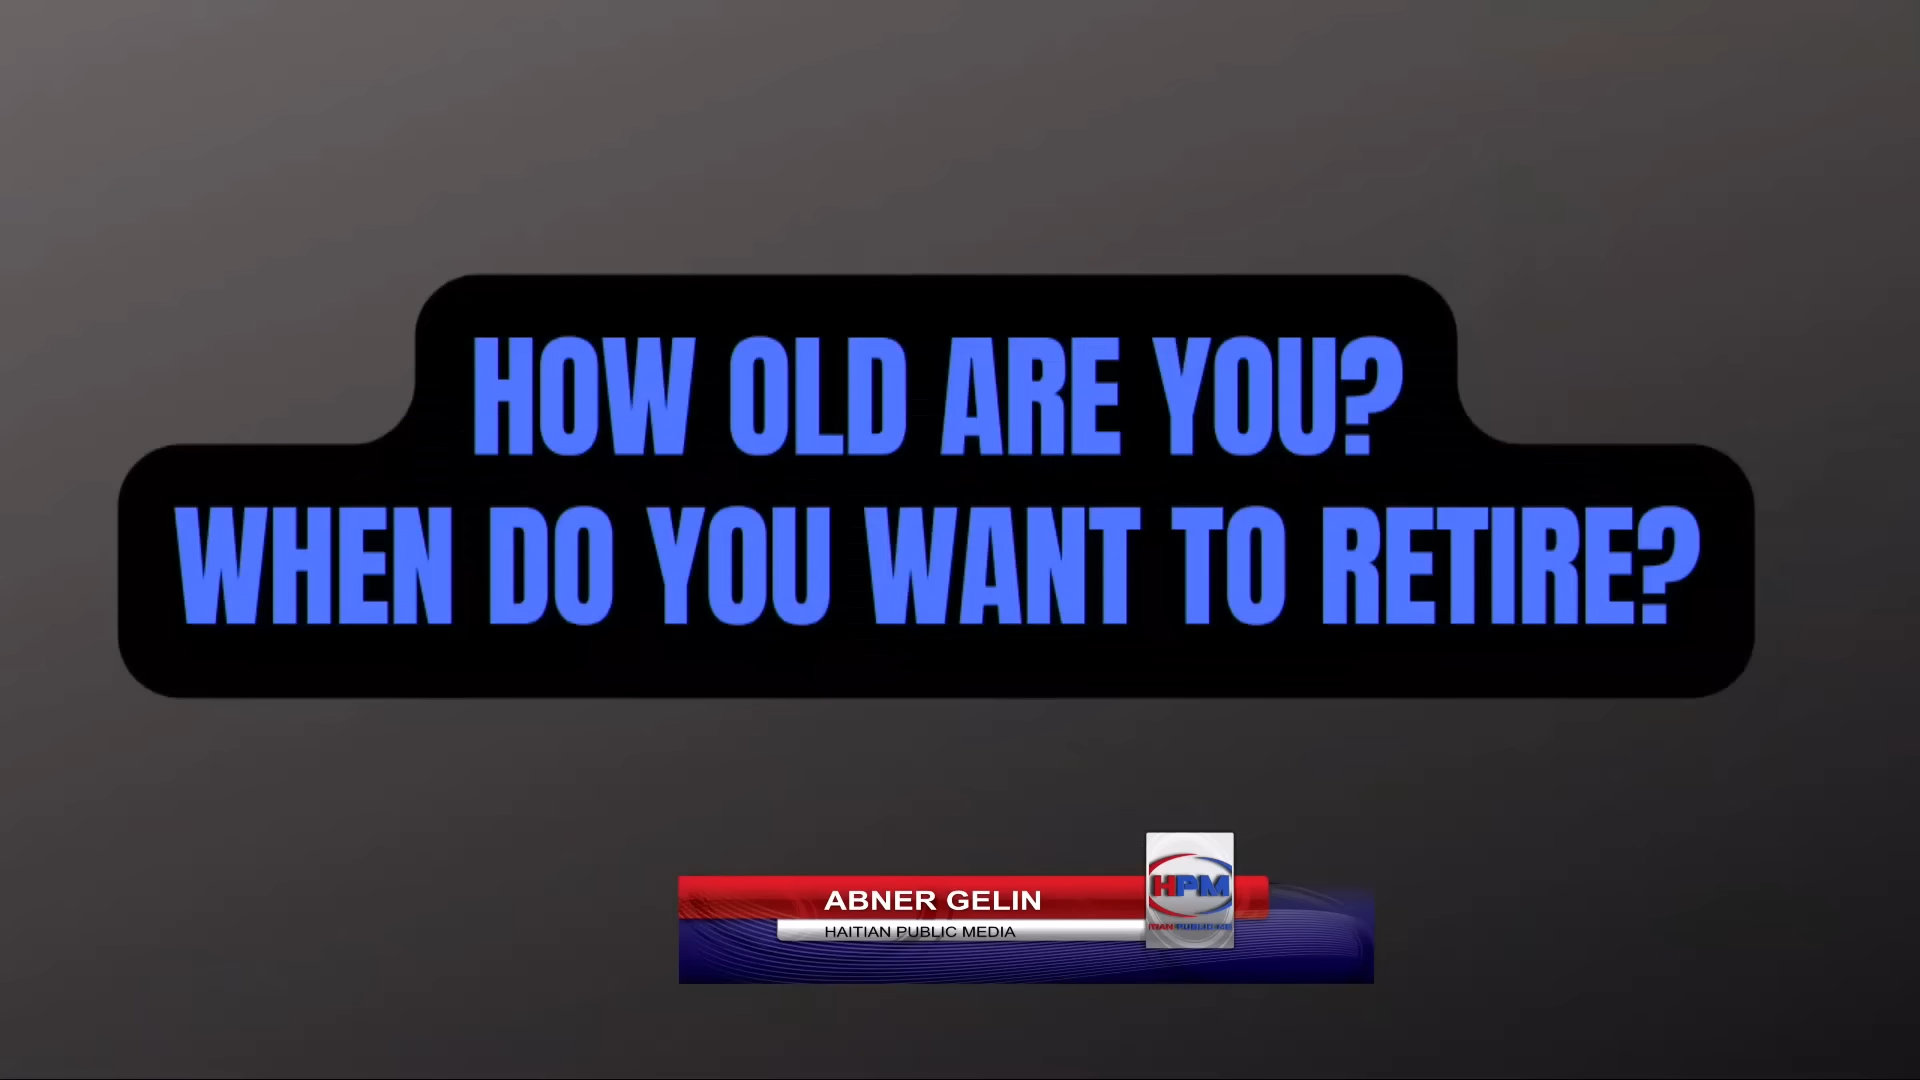 HOW OLD ARE YOU?
WHEN DO YOU WANT TO RETIRE?
ABNER GELIN
HAITIAN PUBLIC MEDIA
HPM